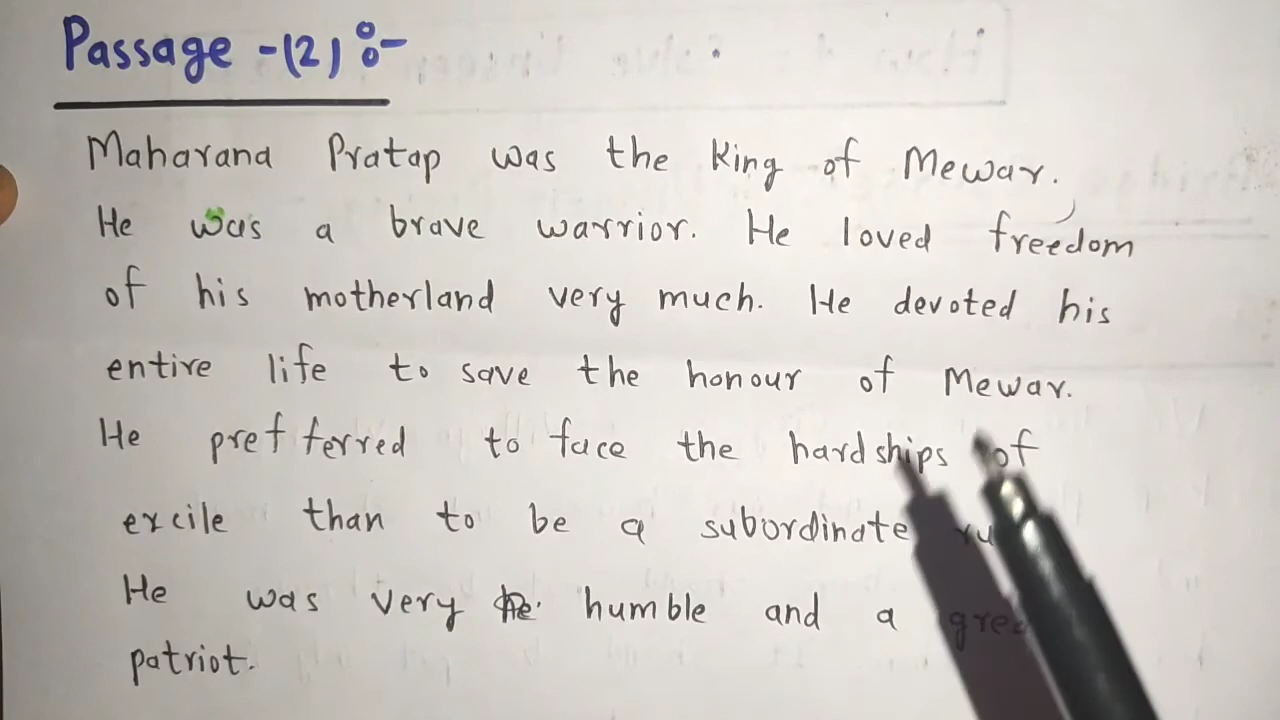 Passage -(2) :-
Maharana Pratap was the King of Mewar.
He was a brave warrior. He loved freedom
of his motherland very much. He devoted his
entire life to save the honour of Mewar.
He preffered to face the hardships of
excile than to be a subordinate
He was very humble and a
patriot.